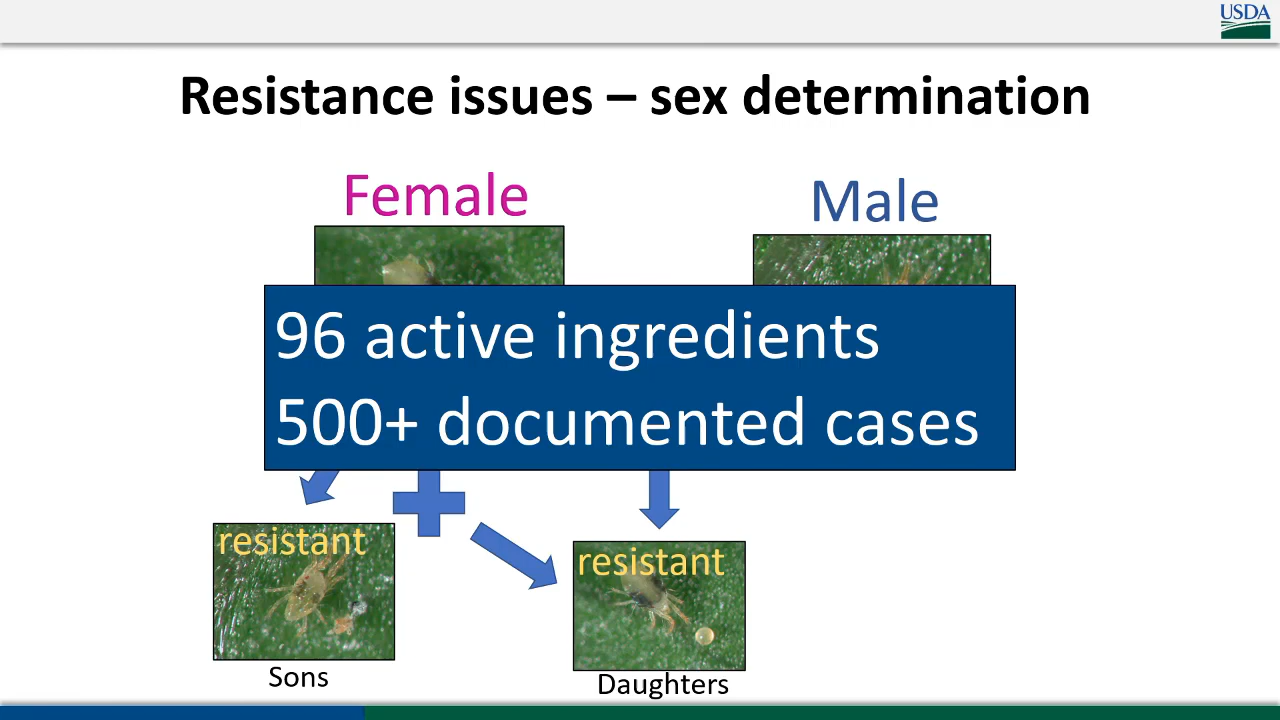 USDA
Resistance issues – sex determination
Female
Male
96 active ingredients
500+ documented cases
resistant
resistant
Sons
Daughters